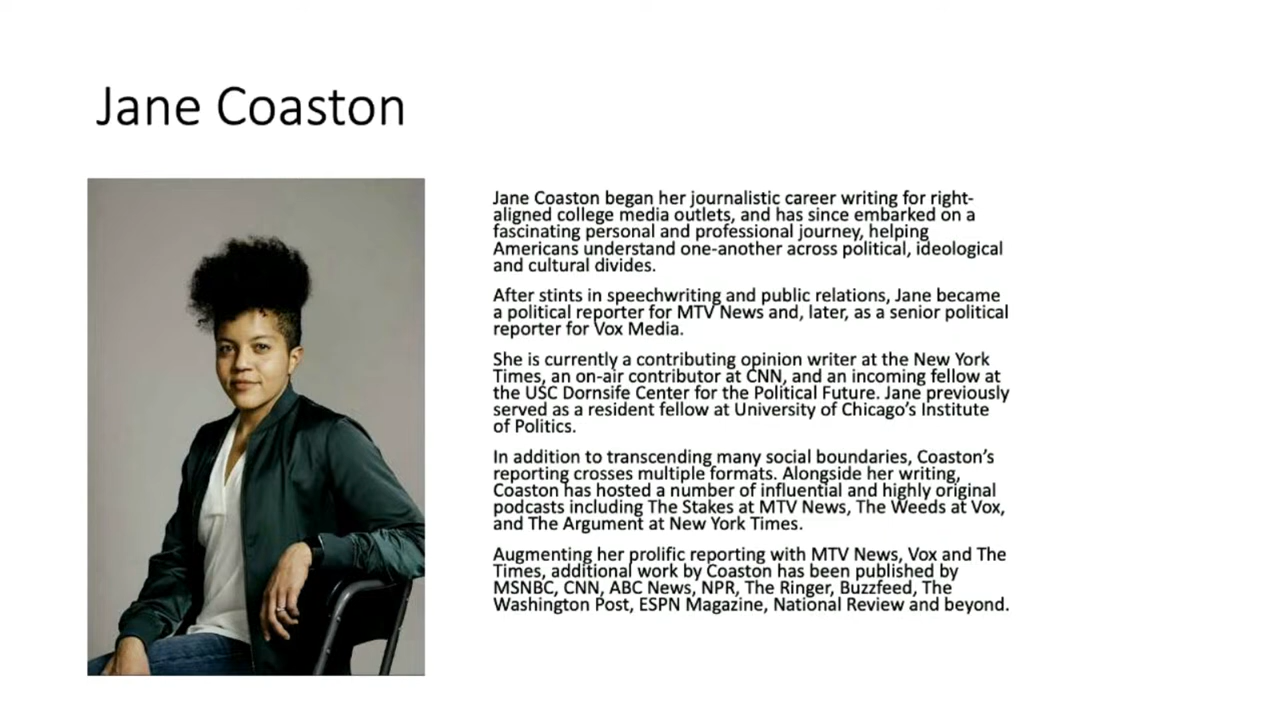 Jane Coaston
Jane Coaston began her journalistic career writing for right-
aligned college media outlets, and has since embarked on a
fascinating personal and professional journey, helping
Americans understand one-another across political, ideological
and cultural divides.
After stints in speechwriting and public relations, Jane became
a political reporter for MTV News and, later, as a senior political
reporter for Vox Media.
She is currently a contributing opinion writer at the New York
Times, an on-air contributor at CNN, and an incoming fellow at
the USC Dornsife Center for the Political Future. Jane previously
served as a resident fellow at University of Chicago’s Institute
of Politics.
In addition to transcending many social boundaries, Coaston’s
reporting crosses multiple formats. Alongside her writing,
Coaston has hosted a number of influential and highly original
podcasts including The Stakes at MTV News, The Weeds at Vox,
and The Argument at New York Times.
Augmenting her prolific reporting with MTV News, Vox and The
Times, additional work by Coaston has been published by
MSNBC, CNN, ABC News, NPR, The Ringer, Buzzfeed, The
Washington Post, ESPN Magazine, National Review and beyond.